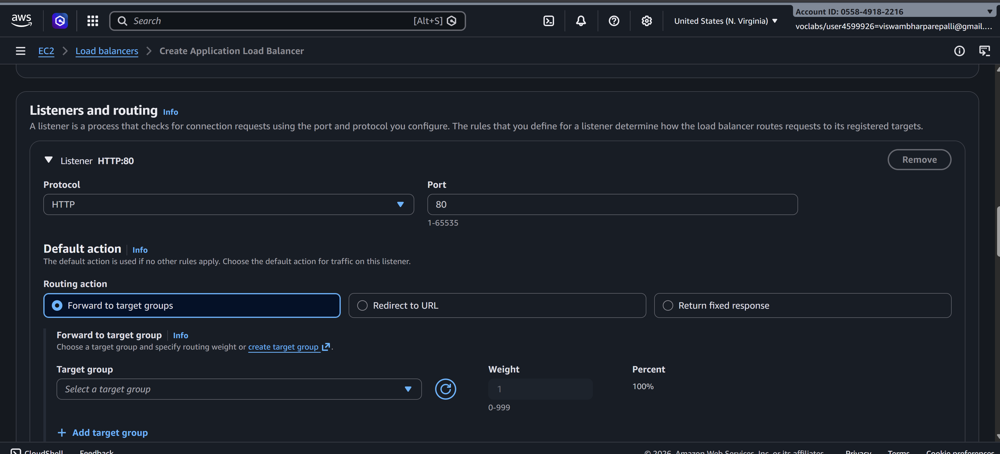 aws
Search [Alt+S]
United States (N. Virginia)
Account ID: 0558-4918-2216
voclabs/user4599926=viswambharparepalli@gmail....
EC2 > Load balancers > Create Application Load Balancer
Listeners and routing Info
A listener is a process that checks for connection requests using the port and protocol you configure. The rules that you define for a listener determine how the load balancer routes requests to its registered targets.
Listener HTTP:80
Remove
Protocol
Port
HTTP
80
1-65535
Default action Info
The default action is used if no other rules apply. Choose the default action for traffic on this listener.
Routing action
Forward to target groups
Redirect to URL
Return fixed response
Forward to target group Info
Choose a target group and specify routing weight or create target group .
Target group
Weight
Percent
Select a target group
1
100%
0-999
+ Add target group
CloudShell Feedback
© 2026, Amazon Web Services, Inc. or its affiliates. Privacy Terms Cookie preferences